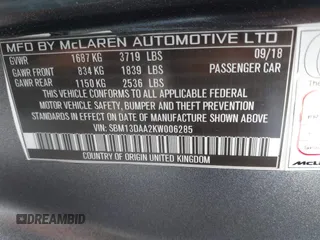 MFD BY McLAREN AUTOMOTIVE LTD
GVWR 1687 KG 3719 LBS 09/18
GAWR FRONT 834 KG 1839 LBS PASSENGER CAR
GAWR REAR 1150 KG 2536 LBS
THIS VEHICLE CONFORMS TO ALL APPLICABLE FEDERAL
MOTOR VEHICLE SAFETY, BUMPER AND THEFT PREVENTION
STANDARDS IN EFFECT ON THE DATE OF MANUFACTURE SHOWN ABOVE
VIN: SBM13DAA2KW006285
COUNTRY OF ORIGIN UNITED KINGDOM
DREAMBID